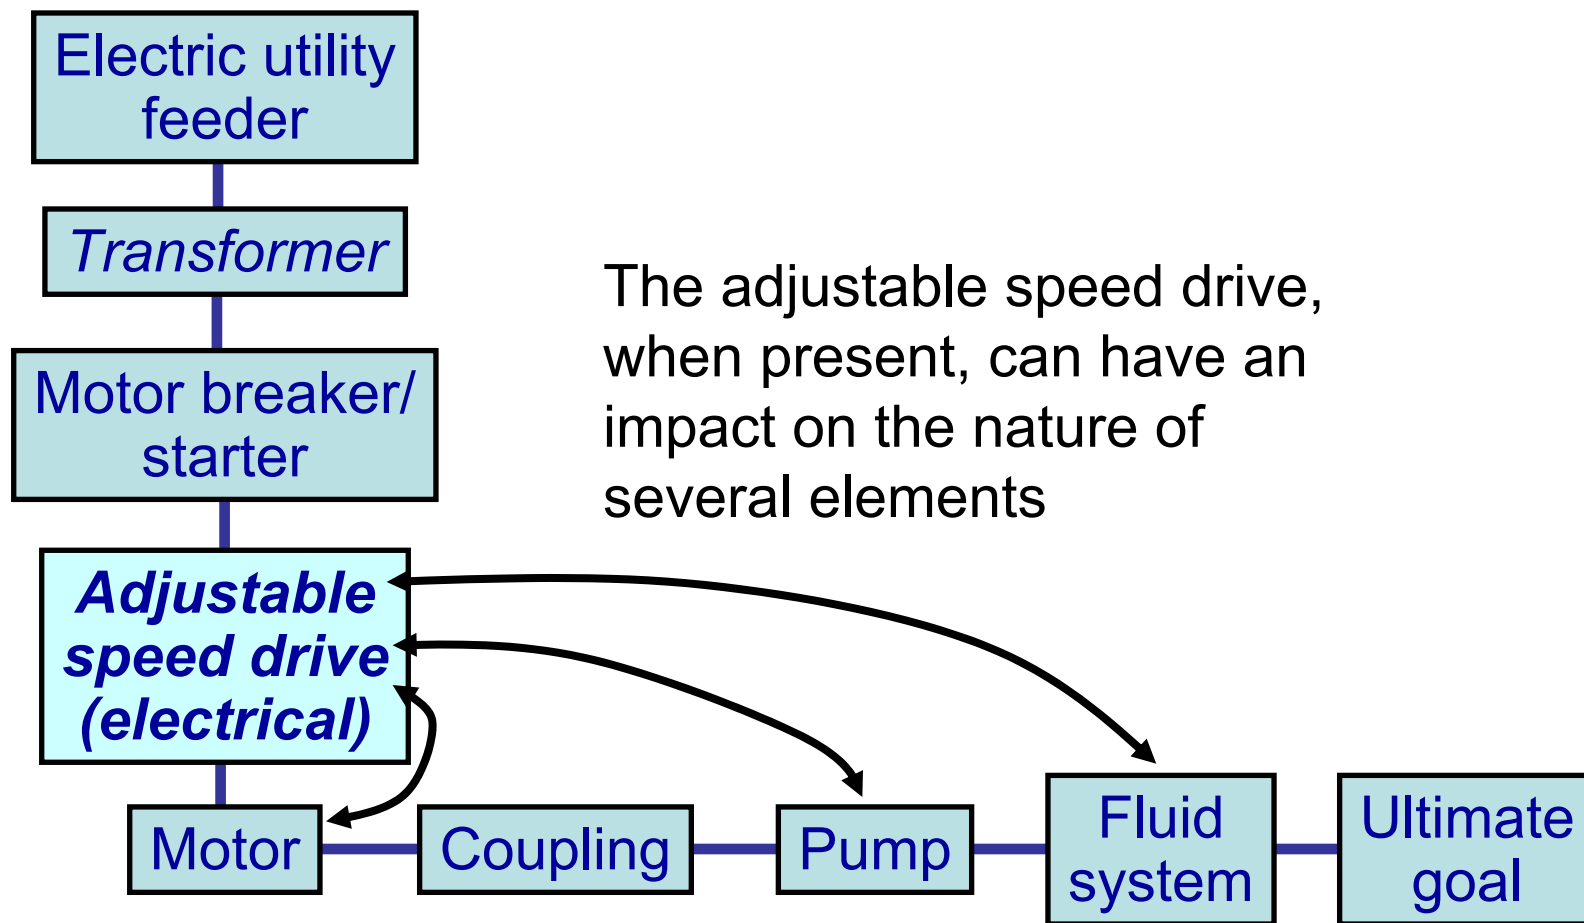 Electric utility
feeder
Transformer
Motor breaker/
starter
The adjustable speed drive,
when present, can have an
impact on the nature of
several elements
Adjustable
speed drive
(electrical)
Motor
Coupling
Pump
Fluid
system
Ultimate
goal